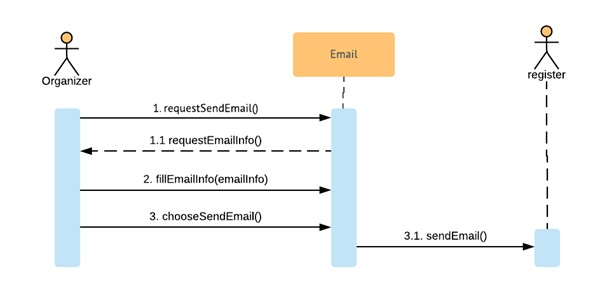 Email
Organizer
register
1. requestSendEmail()
1.1 requestEmailInfo()
2. fillEmailInfo(emailInfo)
3. chooseSendEmail()
3.1. sendEmail()